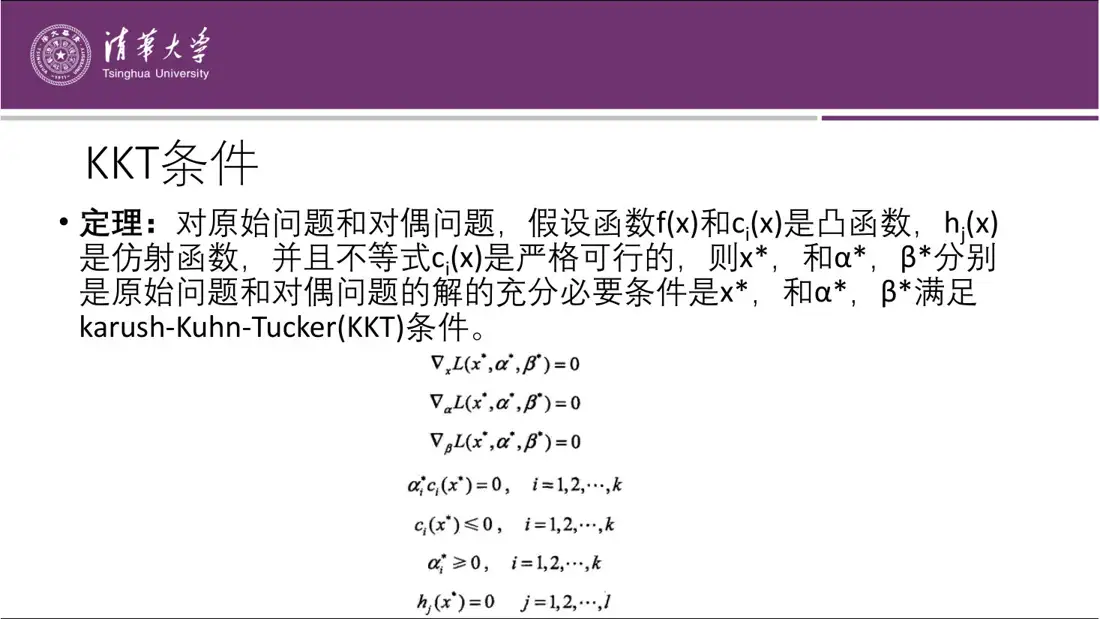 清华大学
Tsinghua University
KKT条件
• 定理：对原始问题和对偶问题，假设函数f(x)和cᵢ(x)是凸函数，hⱼ(x)
是仿射函数，并且不等式cᵢ(x)是严格可行的，则x*，和α*，β*分别
是原始问题和对偶问题的解的充分必要条件是x*，和α*，β*满足
karush-Kuhn-Tucker(KKT)条件。
∇ₓL(x*,α*,β*)=0
∇_αL(x*,α*,β*)=0
∇_βL(x*,α*,β*)=0
αᵢ*cᵢ(x*)=0, i=1,2,⋯,k
cᵢ(x*)≤0, i=1,2,⋯,k
αᵢ*≥0, i=1,2,⋯,k
hⱼ(x*)=0 j=1,2,⋯,l